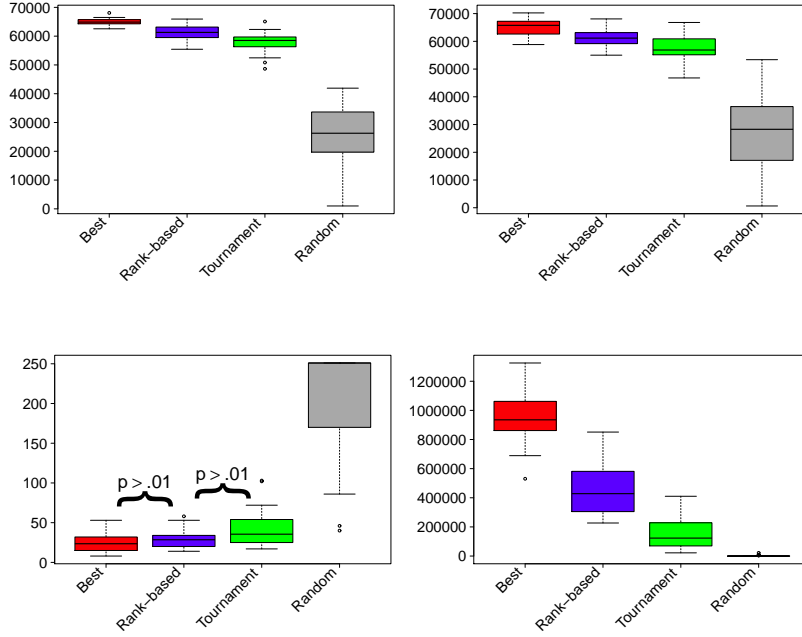 70000
60000
50000
40000
30000
20000
10000
0
Best
Rank−based
Tournament
Random
70000
60000
50000
40000
30000
20000
10000
0
Best
Rank−based
Tournament
Random
250
200
150
100
50
0
p > .01
p > .01
Best
Rank−based
Tournament
Random
1200000
1000000
800000
600000
400000
200000
0
Best
Rank−based
Tournament
Random